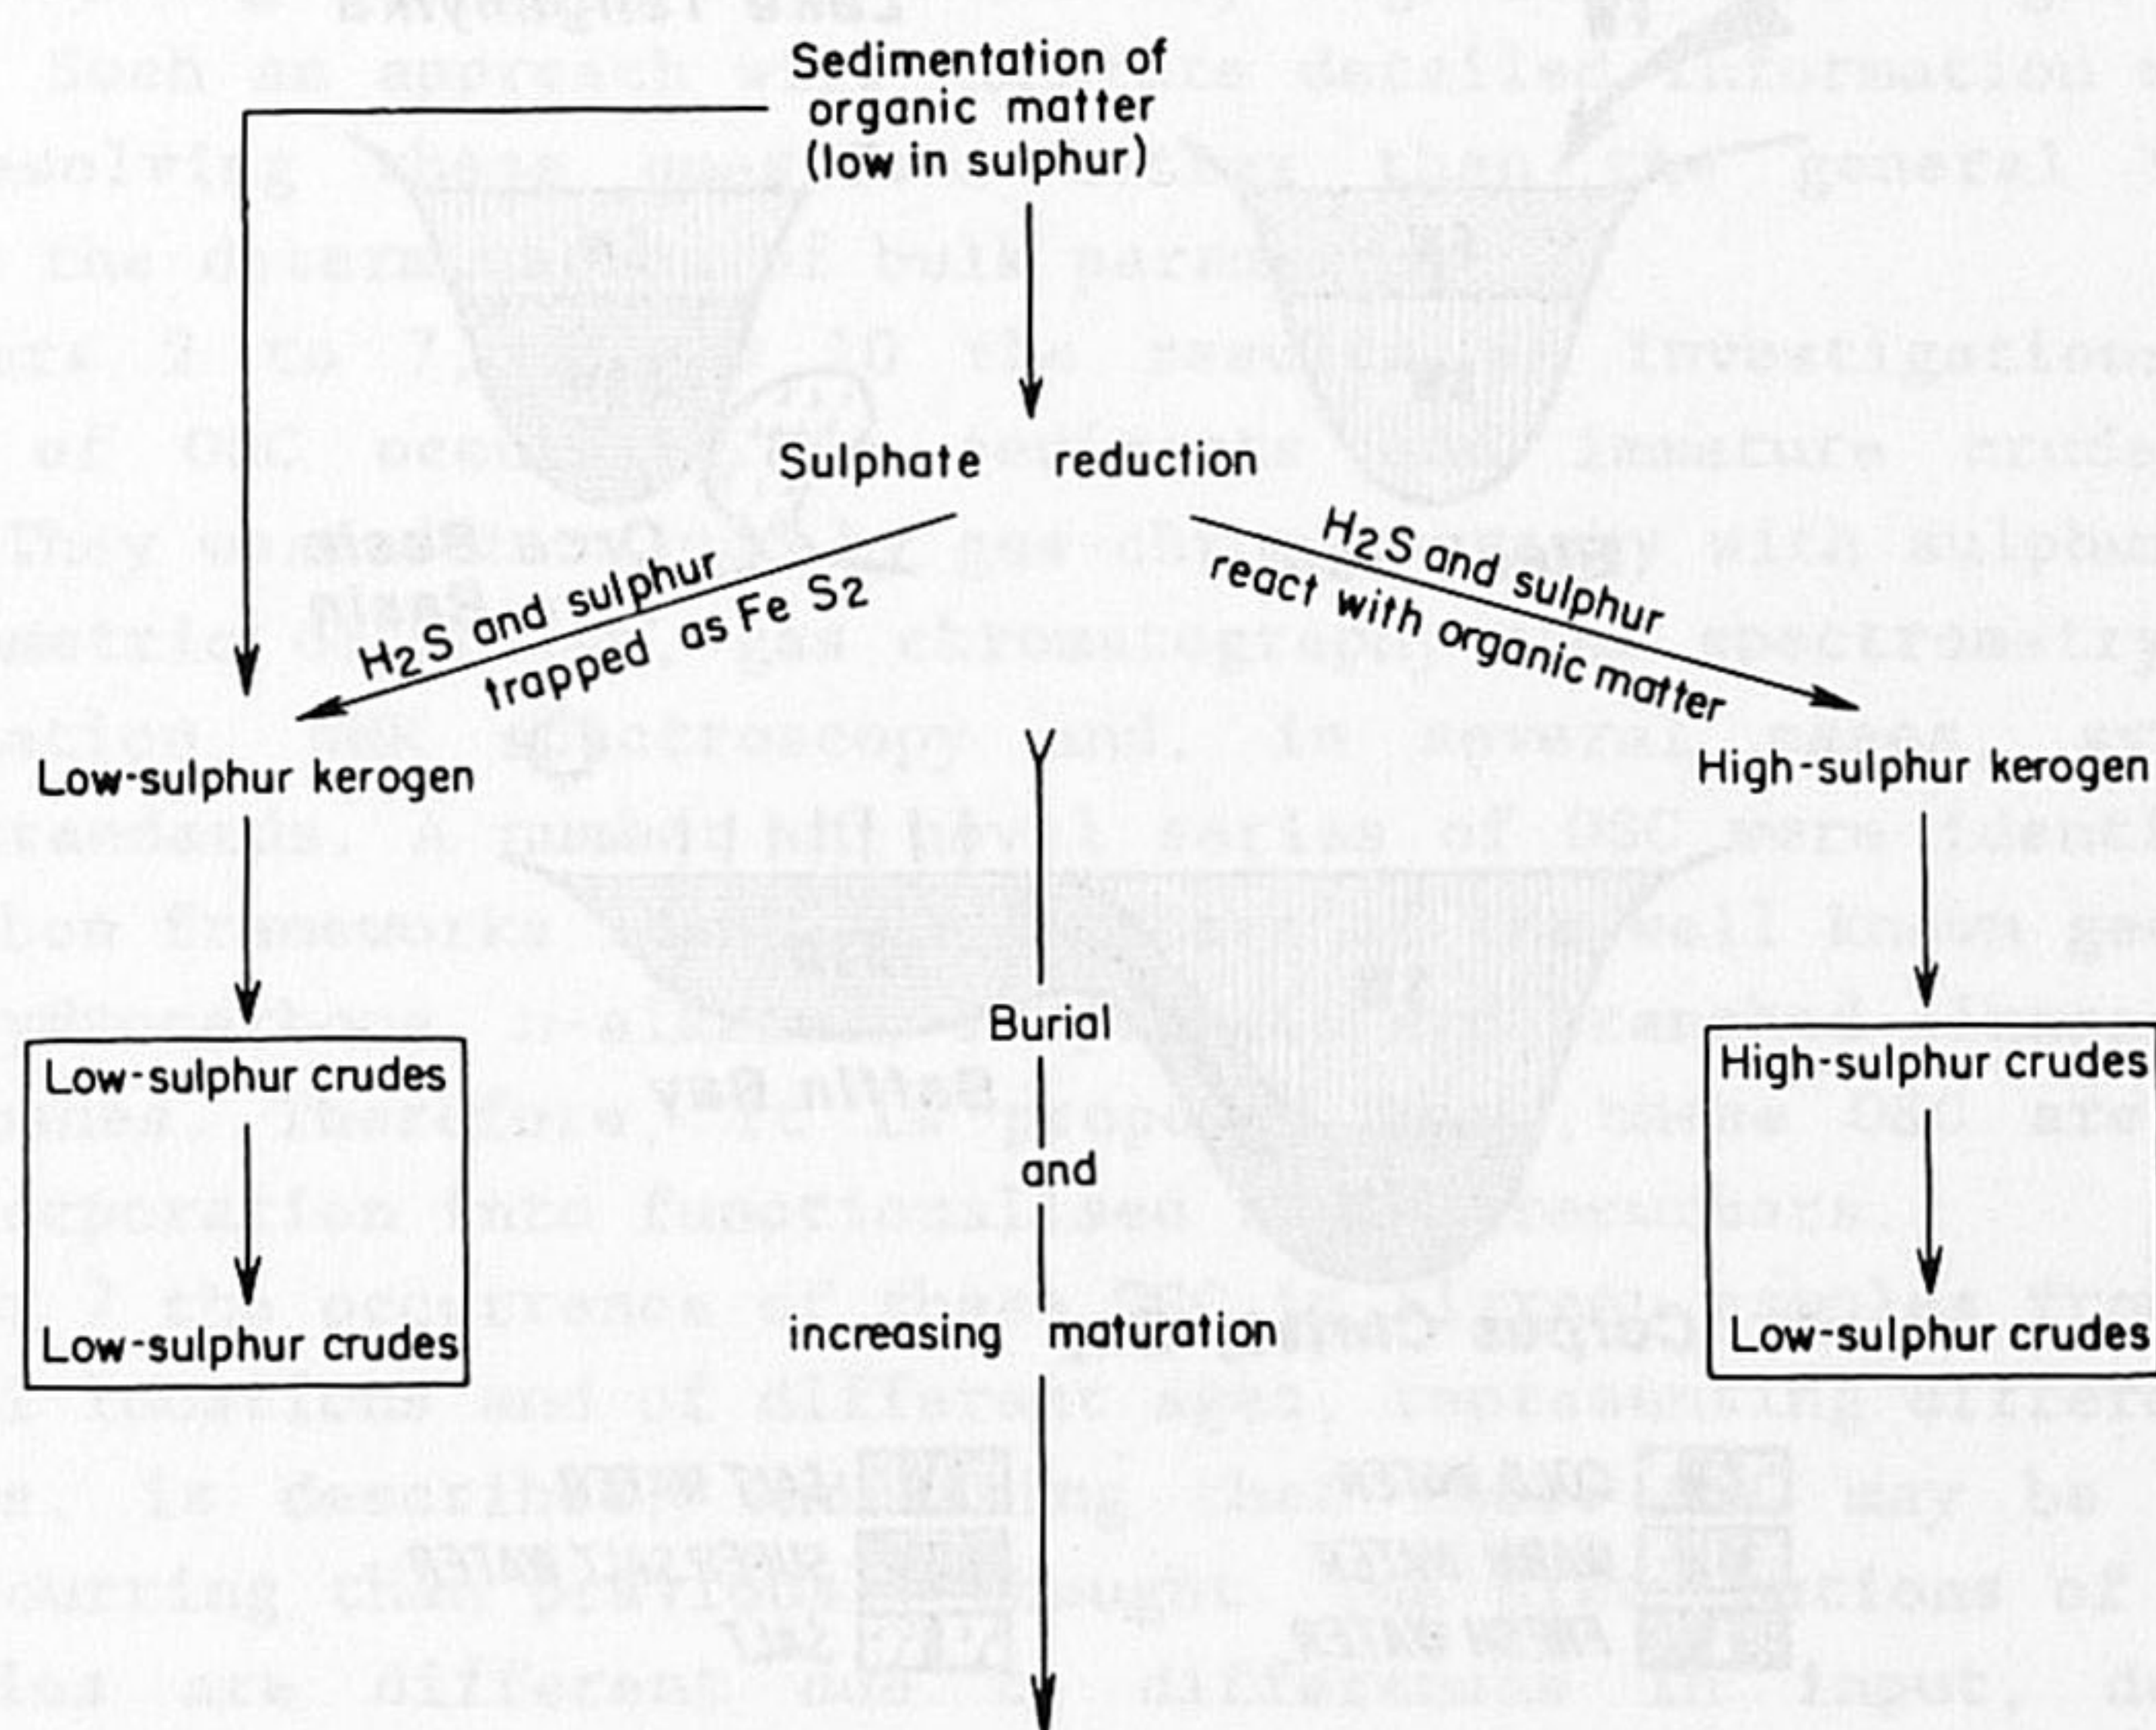 Sedimentation of
organic matter
(low in sulphur)
Sulphate reduction
H2S and sulphur
trapped as Fe S2
H2S and sulphur
react with organic matter
Low-sulphur kerogen
High-sulphur kerogen
Burial
and
increasing maturation
Low-sulphur crudes
Low-sulphur crudes
High-sulphur crudes
Low-sulphur crudes